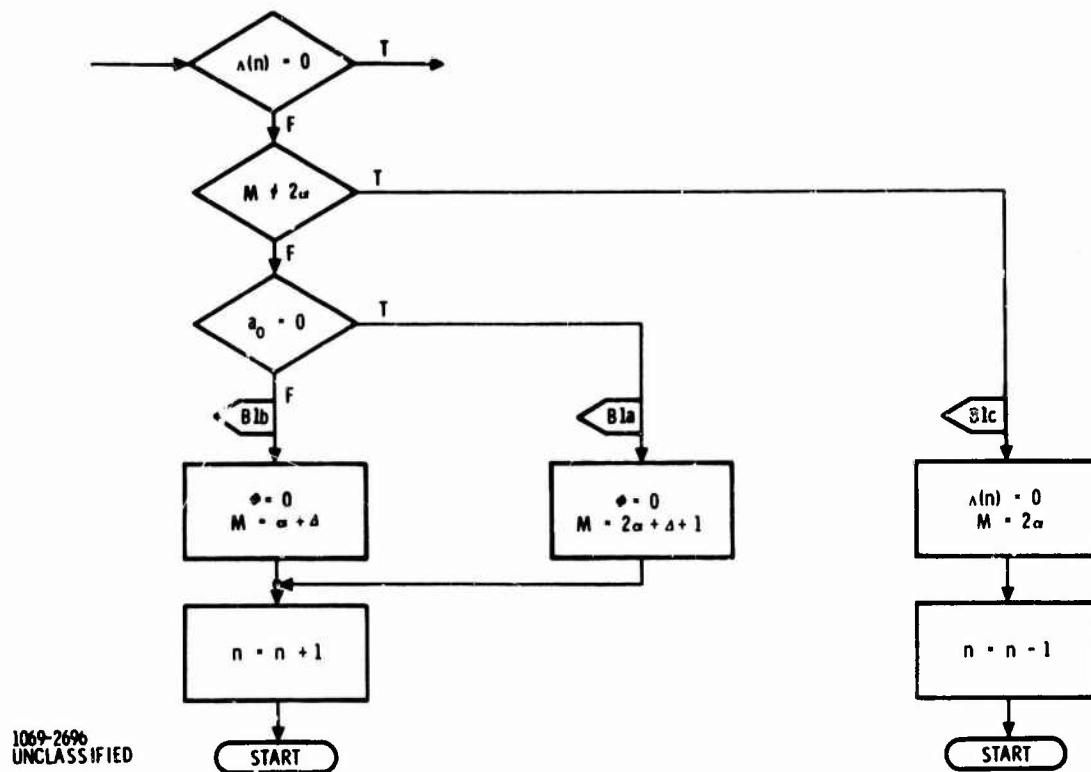 Λ(n) = 0
T
F
M ≠ 2α
T
F
a₀ = 0
T
F
B1b
B1a
B1c
Φ = 0
M = α + Δ
Φ = 0
M = 2α + Δ + 1
Λ(n) = 0
M = 2α
n = n + 1
n = n - 1
1069-2696
UNCLASSIFIED
START
START